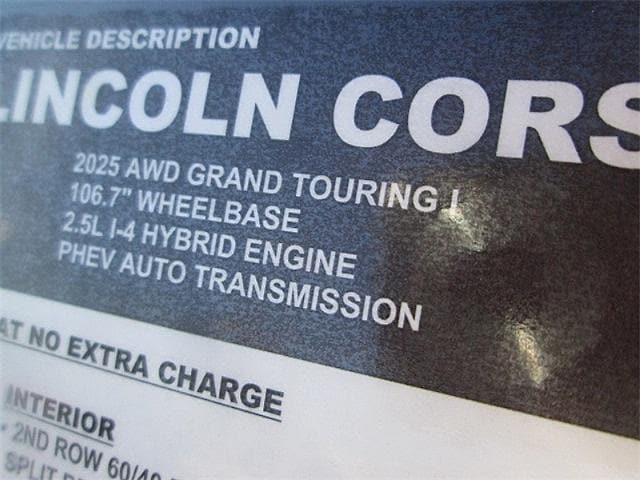 VEHICLE DESCRIPTION
LINCOLN CORS
2025 AWD GRAND TOURING I
106.7" WHEELBASE
2.5L I-4 HYBRID ENGINE
PHEV AUTO TRANSMISSION
AT NO EXTRA CHARGE
INTERIOR
• 2ND ROW 60/40
SPLIT